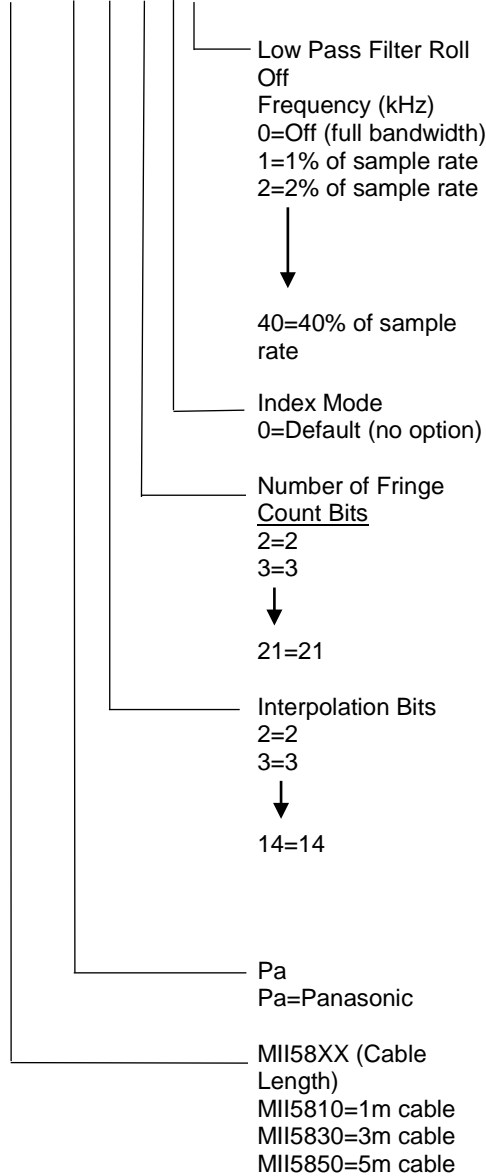 Low Pass Filter Roll
Off
Frequency (kHz)
0=Off (full bandwidth)
1=1% of sample rate
2=2% of sample rate
40=40% of sample
rate
Index Mode
0=Default (no option)
Number of Fringe
Count Bits
2=2
3=3
21=21
Interpolation Bits
2=2
3=3
14=14
Pa
Pa=Panasonic
MII58XX (Cable
Length)
MII5810=1m cable
MII5830=3m cable
MII5850=5m cable